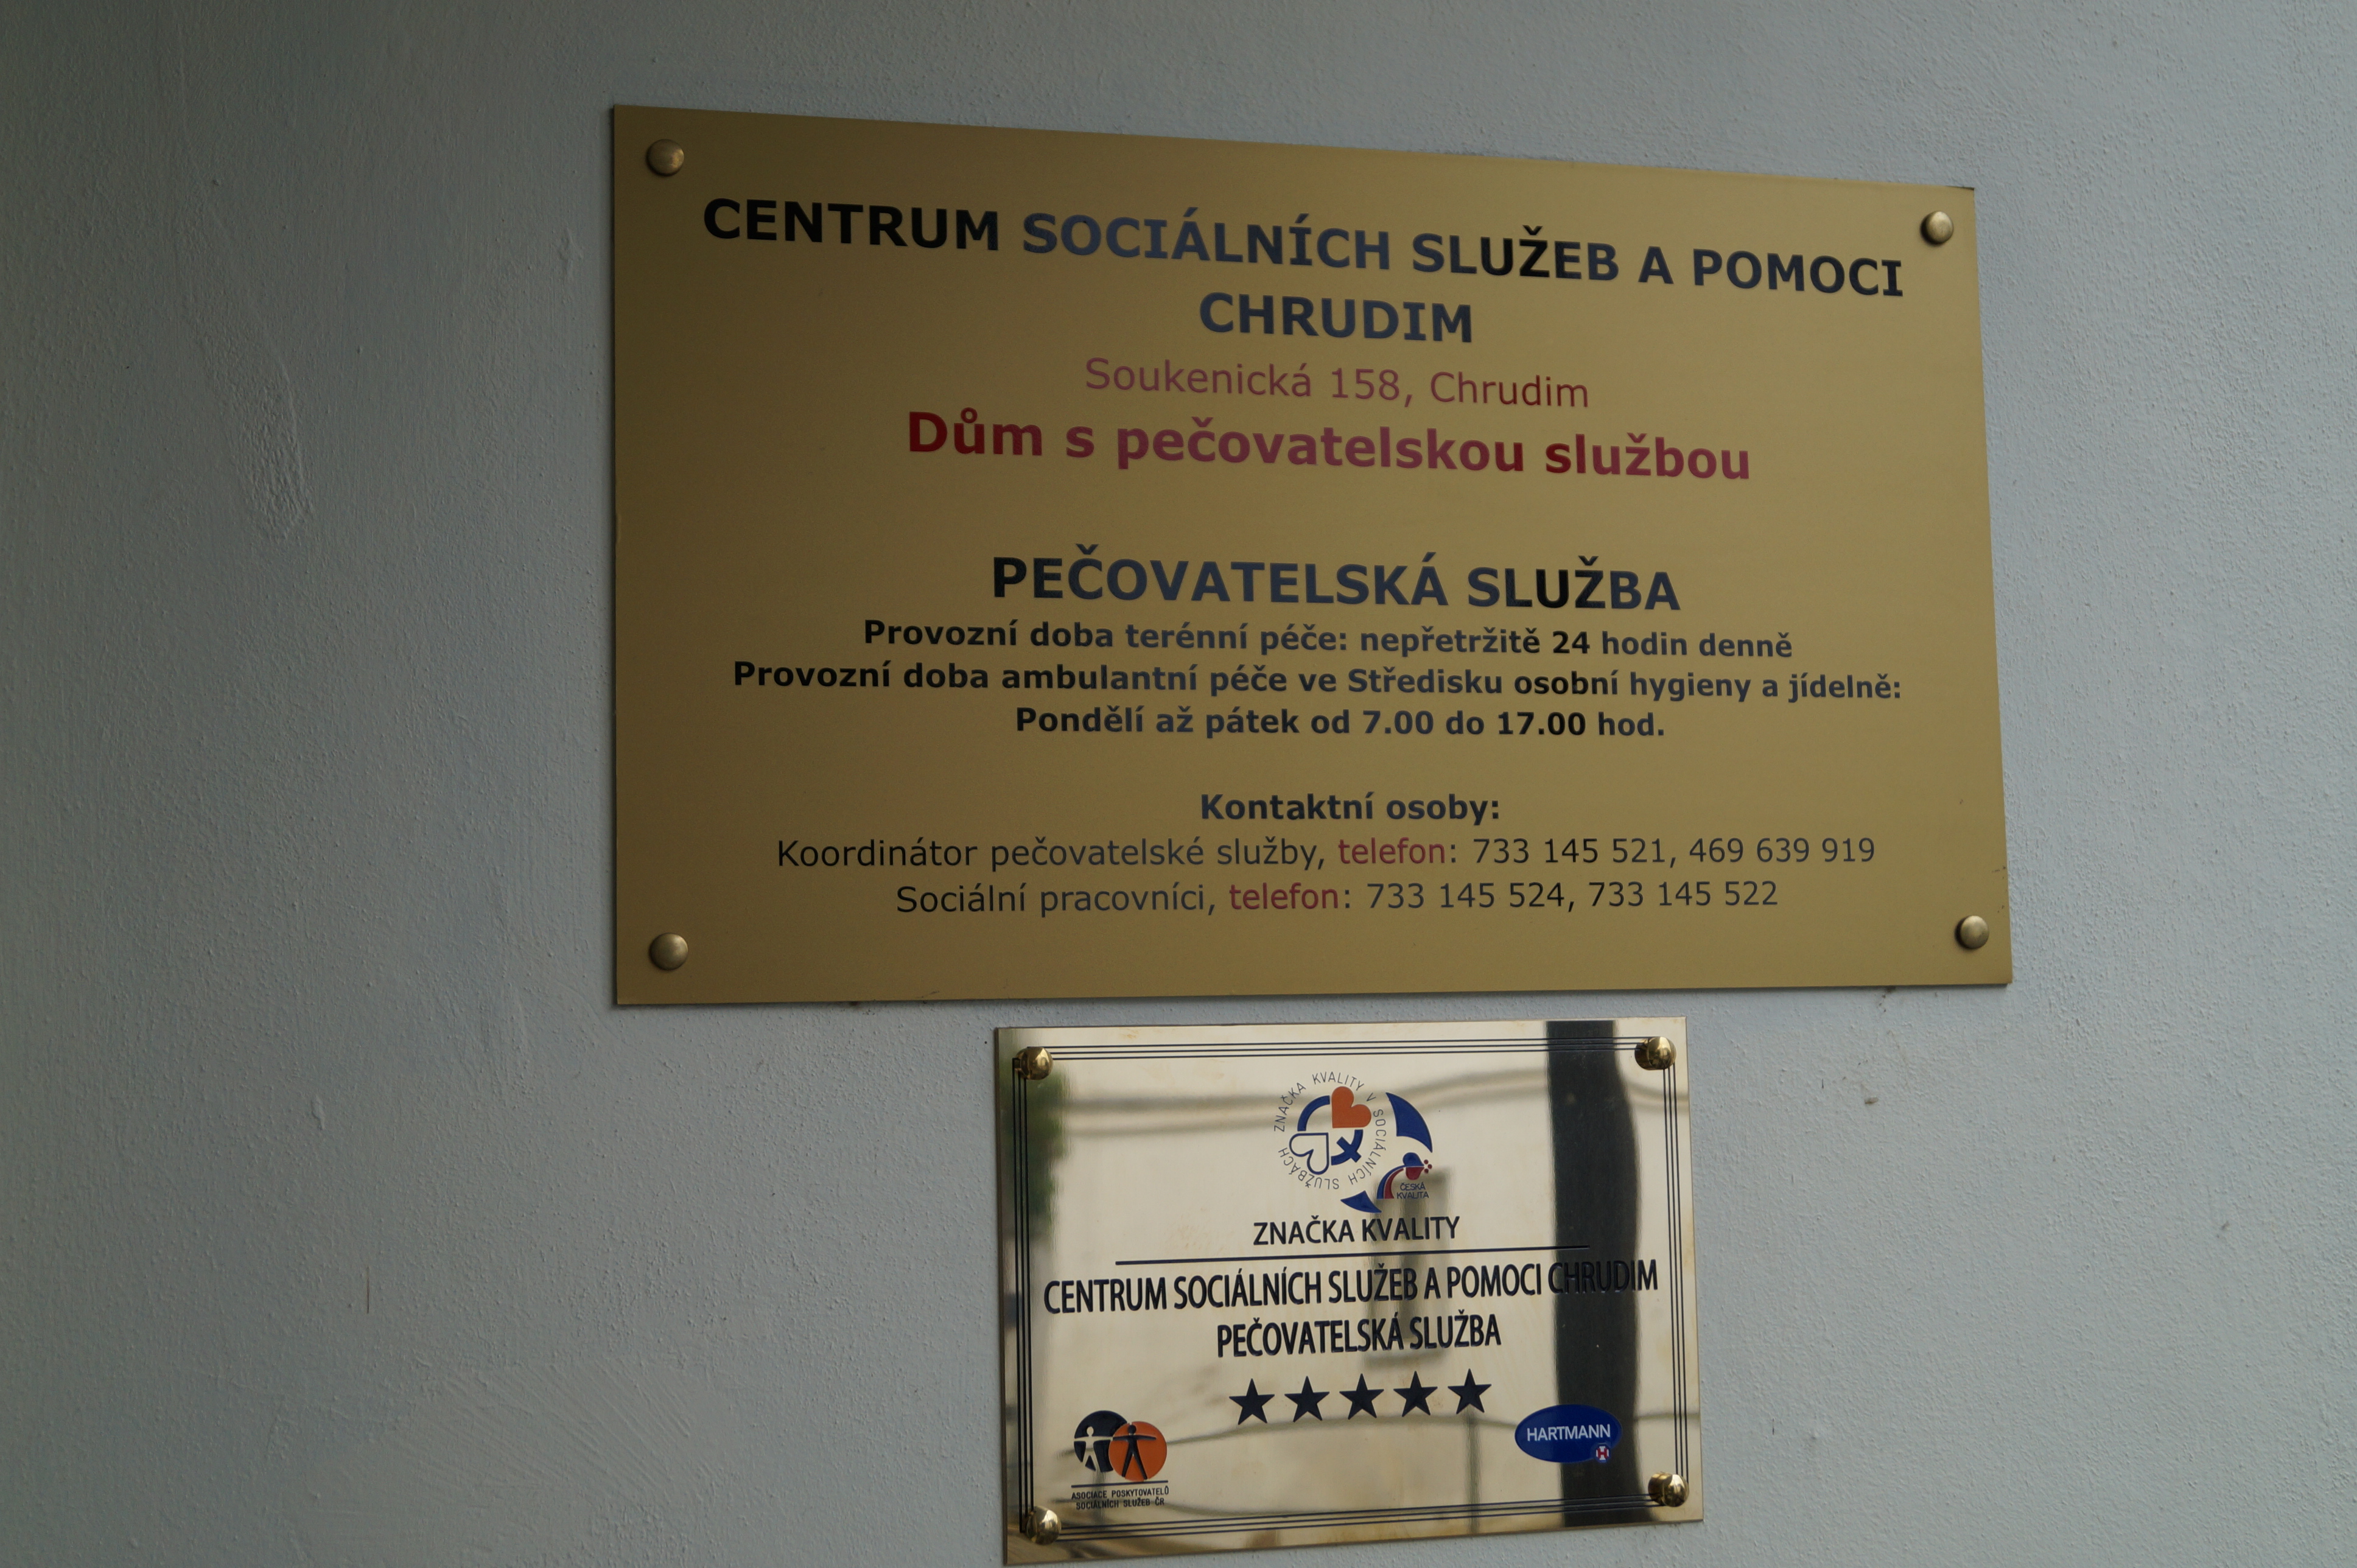 CENTRUM SOCIÁLNÍCH SLUŽEB A POMOCI
CHRUDIM
Soukenická 158, Chrudim
Dům s pečovatelskou službou
PEČOVATELSKÁ SLUŽBA
Provozní doba terénní péče: nepřetržitě 24 hodin denně
Provozní doba ambulantní péče ve Středisku osobní hygieny a jídelně:
Pondělí až pátek od 7.00 do 17.00 hod.
Kontaktní osoby:
Koordinátor pečovatelské služby, telefon: 733 145 521, 469 639 919
Sociální pracovníci, telefon: 733 145 524, 733 145 522
ZNAČKA KVALITY V SOCIÁLNÍCH SLUŽBÁCH
ČESKÁ
KVALITA
ZNAČKA KVALITY
CENTRUM SOCIÁLNÍCH SLUŽEB A POMOCI CHRUDIM
PEČOVATELSKÁ SLUŽBA
★★★★★
HARTMANN
ASOCIACE POSKYTOVATELŮ
SOCIÁLNÍCH SLUŽEB ČR